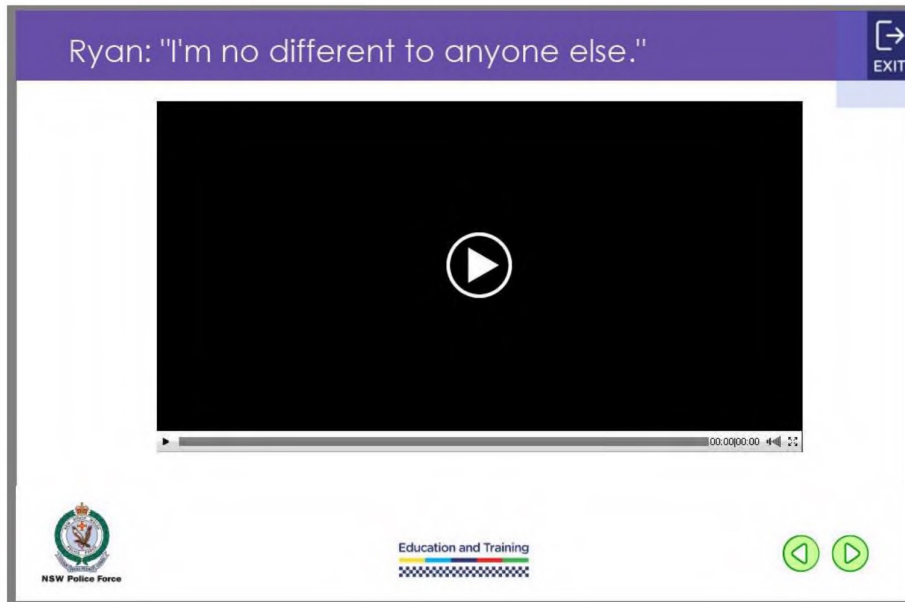 Ryan: "I'm no different to anyone else."
EXIT
00:00|00:00
Education and Training
NSW Police Force